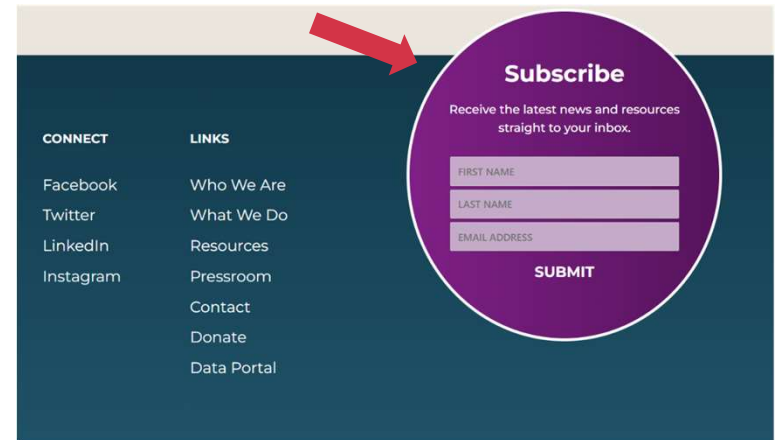 CONNECT
Facebook
Twitter
LinkedIn
Instagram
LINKS
Who We Are
What We Do
Resources
Pressroom
Contact
Donate
Data Portal
Subscribe
Receive the latest news and resources
straight to your inbox.
FIRST NAME
LAST NAME
EMAIL ADDRESS
SUBMIT